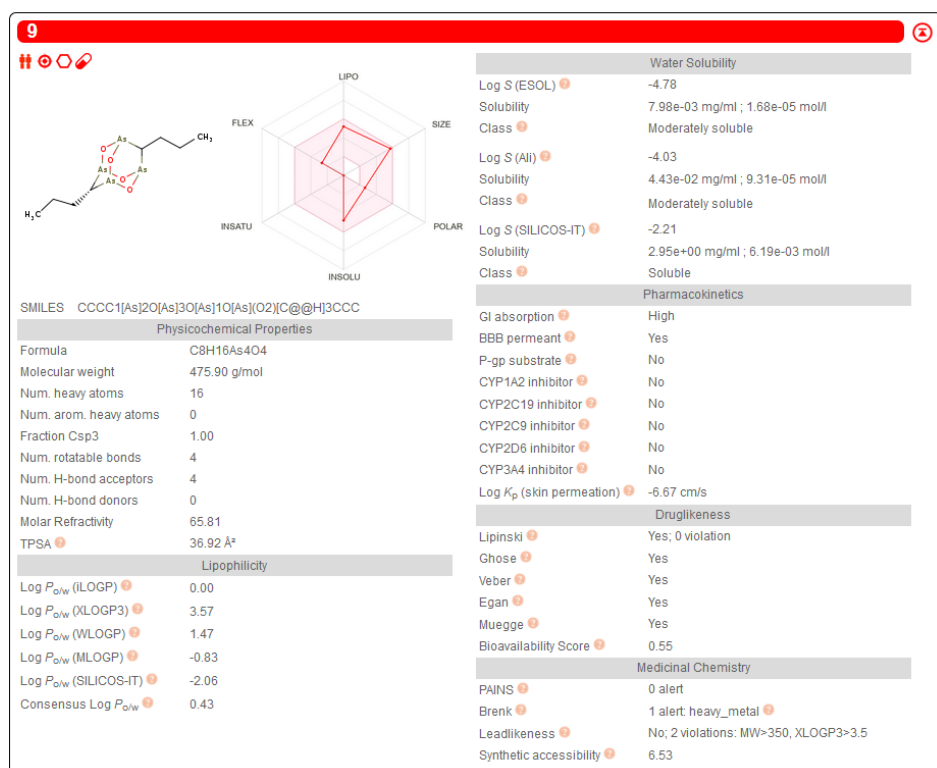 9
LIPO
FLEX
SIZE
INSATU
POLAR
INSOLU
As
CH₃
O
O
As
As
As
O
O
H₃C
SMILES CCCC1[As]2O[As]3O[As]1O[As](O2)[C@@H]3CCC
Physicochemical Properties
Formula C8H16As4O4
Molecular weight 475.90 g/mol
Num. heavy atoms 16
Num. arom. heavy atoms 0
Fraction Csp3 1.00
Num. rotatable bonds 4
Num. H-bond acceptors 4
Num. H-bond donors 0
Molar Refractivity 65.81
TPSA ? 36.92 Å²
Lipophilicity
Log Po/w (iLOGP) ? 0.00
Log Po/w (XLOGP3) ? 3.57
Log Po/w (WLOGP) ? 1.47
Log Po/w (MLOGP) ? -0.83
Log Po/w (SILICOS-IT) ? -2.06
Consensus Log Po/w ? 0.43
Water Solubility
Log S (ESOL) ? -4.78
Solubility 7.98e-03 mg/ml ; 1.68e-05 mol/l
Class ? Moderately soluble
Log S (Ali) ? -4.03
Solubility 4.43e-02 mg/ml ; 9.31e-05 mol/l
Class ? Moderately soluble
Log S (SILICOS-IT) ? -2.21
Solubility 2.95e+00 mg/ml ; 6.19e-03 mol/l
Class ? Soluble
Pharmacokinetics
GI absorption ? High
BBB permeant ? Yes
P-gp substrate ? No
CYP1A2 inhibitor ? No
CYP2C19 inhibitor ? No
CYP2C9 inhibitor ? No
CYP2D6 inhibitor ? No
CYP3A4 inhibitor ? No
Log Kp (skin permeation) ? -6.67 cm/s
Druglikeness
Lipinski ? Yes; 0 violation
Ghose ? Yes
Veber ? Yes
Egan ? Yes
Muegge ? Yes
Bioavailability Score ? 0.55
Medicinal Chemistry
PAINS ? 0 alert
Brenk ? 1 alert: heavy_metal ?
Leadlikeness ? No; 2 violations: MW>350, XLOGP3>3.5
Synthetic accessibility ? 6.53